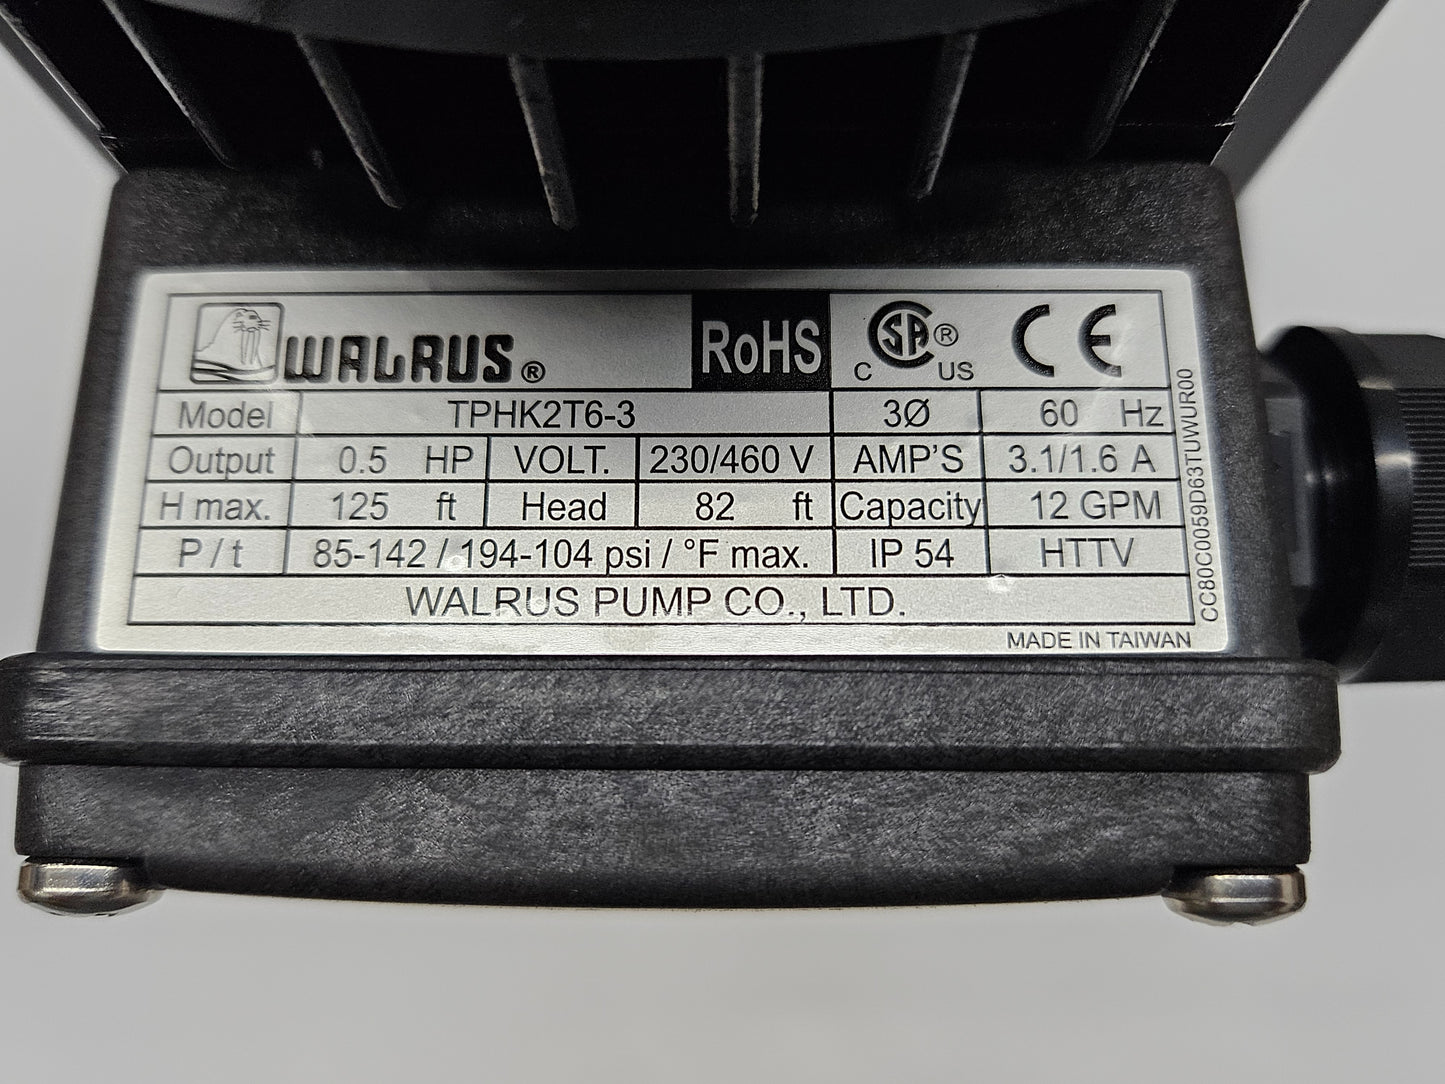 WALRUS® RoHS C SA® US CE
Model TPHK2T6-3 3Ø 60 Hz
Output 0.5 HP VOLT. 230/460 V AMP'S 3.1/1.6 A
H max. 125 ft Head 82 ft Capacity 12 GPM
P / t 85-142 / 194-104 psi / °F max. IP 54 HTTV
WALRUS PUMP CO., LTD.
MADE IN TAIWAN
CC80C0059D63TUWUR00